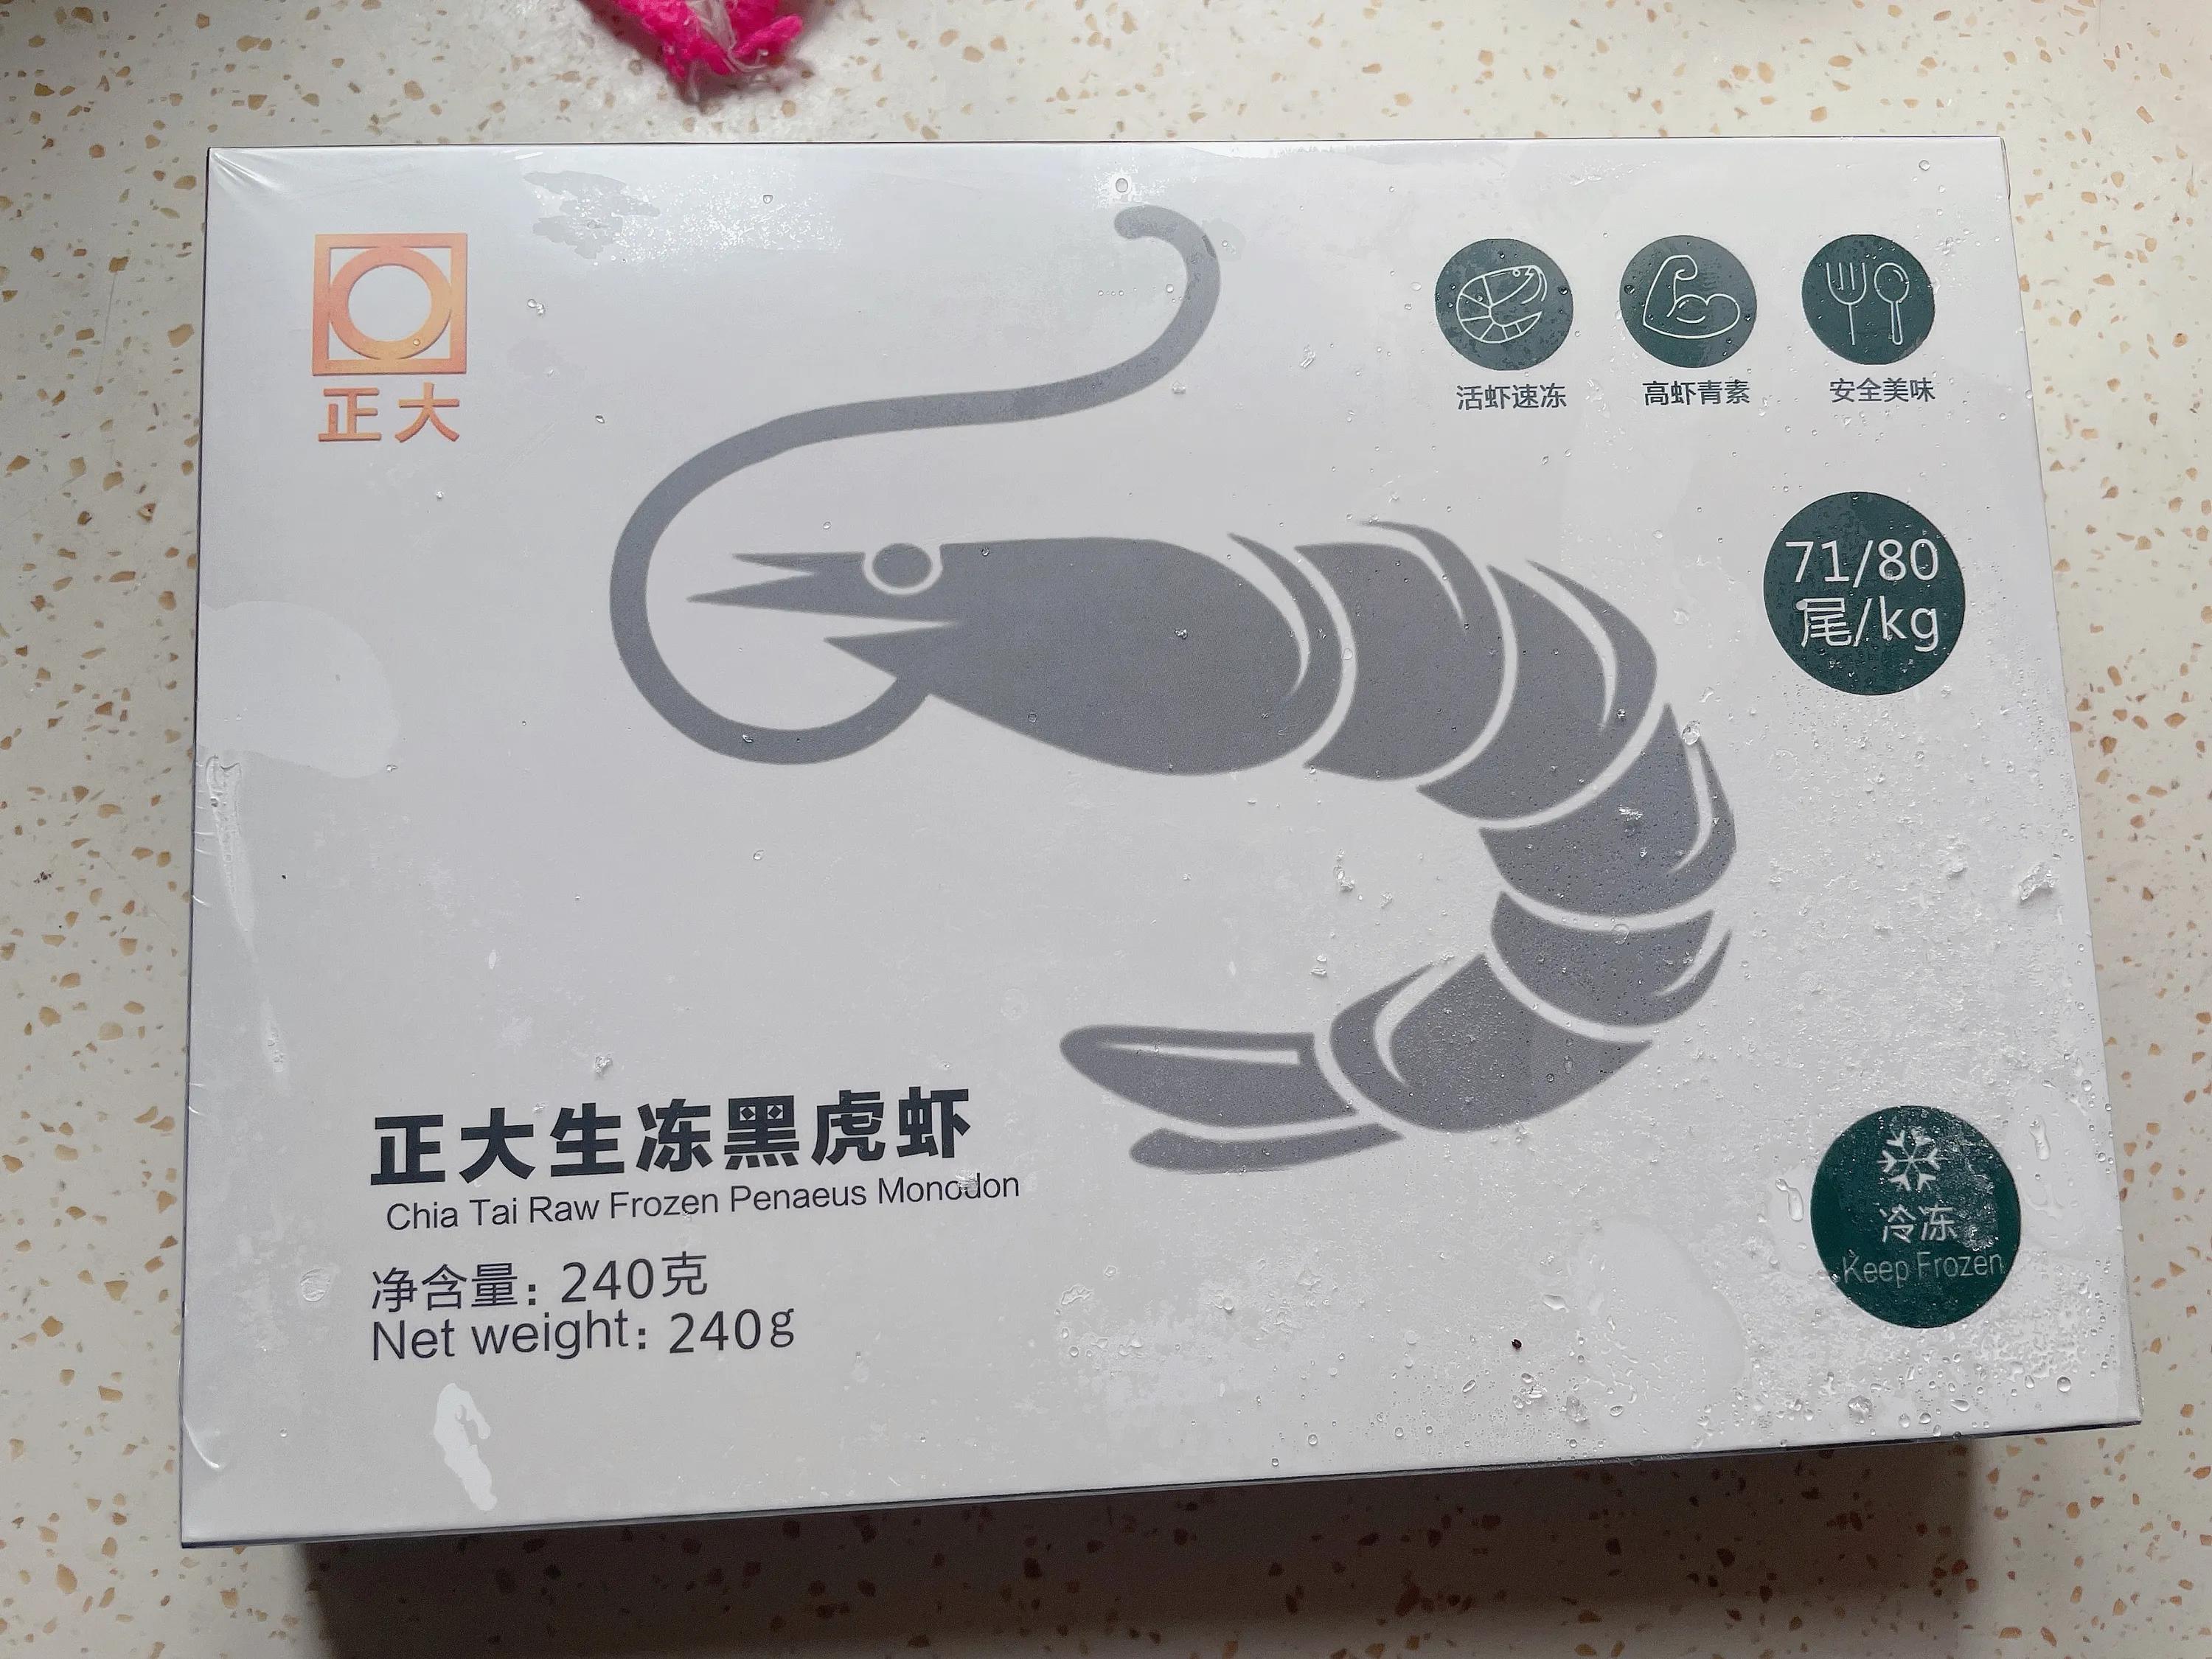 正大
活虾速冻
高虾青素
安全美味
71/80
尾/kg
正大生冻黑虎虾
Chia Tai Raw Frozen Penaeus Monodon
净含量：240克
Net weight：240g
冷冻
Keep Frozen